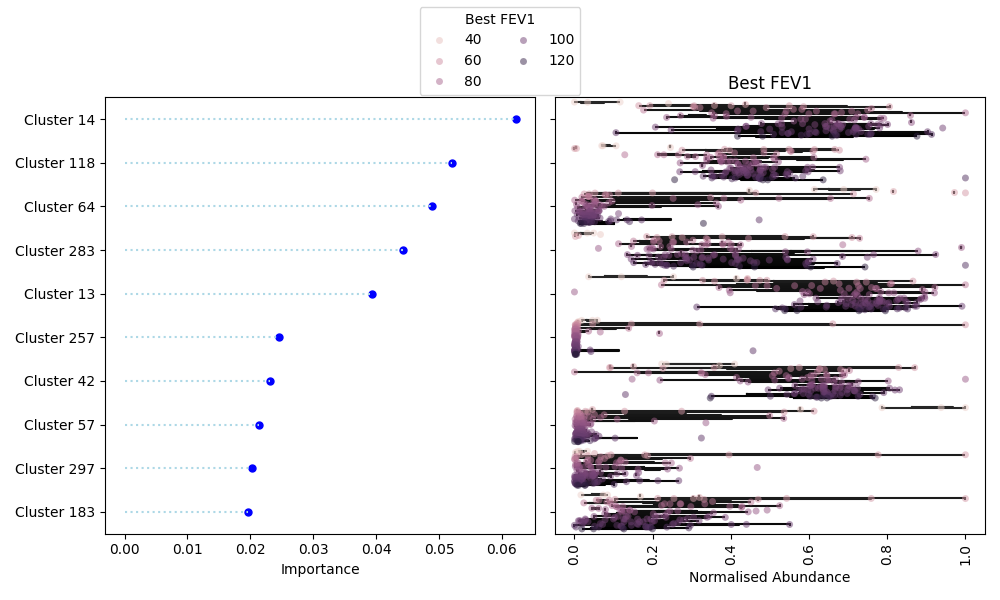 Best FEV1
40
60
80
100
120
Best FEV1
Cluster 14
Cluster 118
Cluster 64
Cluster 283
Cluster 13
Cluster 257
Cluster 42
Cluster 57
Cluster 297
Cluster 183
0.00 0.01 0.02 0.03 0.04 0.05 0.06
Importance
0.0 0.2 0.4 0.6 0.8 1.0
Normalised Abundance